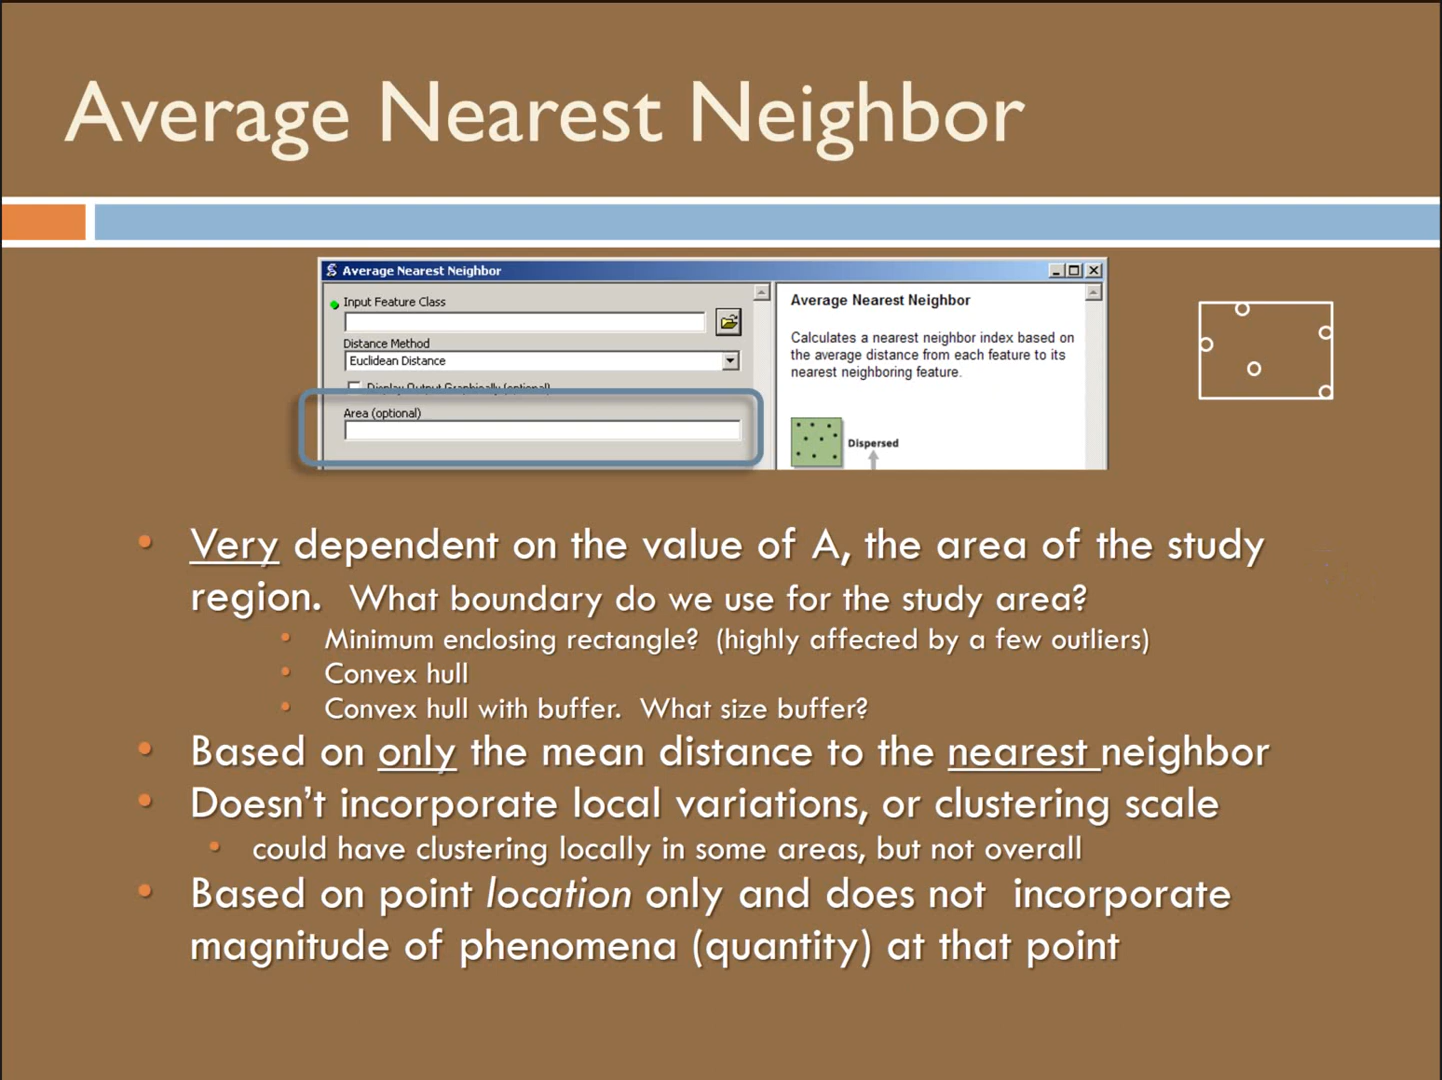 Average Nearest Neighbor
Average Nearest Neighbor
Input Feature Class
Distance Method
Euclidean Distance
Display Output Graphically (optional)
Area (optional)
Average Nearest Neighbor
Calculates a nearest neighbor index based on
the average distance from each feature to its
nearest neighboring feature.
Dispersed
• Very dependent on the value of A, the area of the study
region. What boundary do we use for the study area?
• Minimum enclosing rectangle? (highly affected by a few outliers)
• Convex hull
• Convex hull with buffer. What size buffer?
• Based on only the mean distance to the nearest neighbor
• Doesn't incorporate local variations, or clustering scale
• could have clustering locally in some areas, but not overall
• Based on point location only and does not incorporate
magnitude of phenomena (quantity) at that point